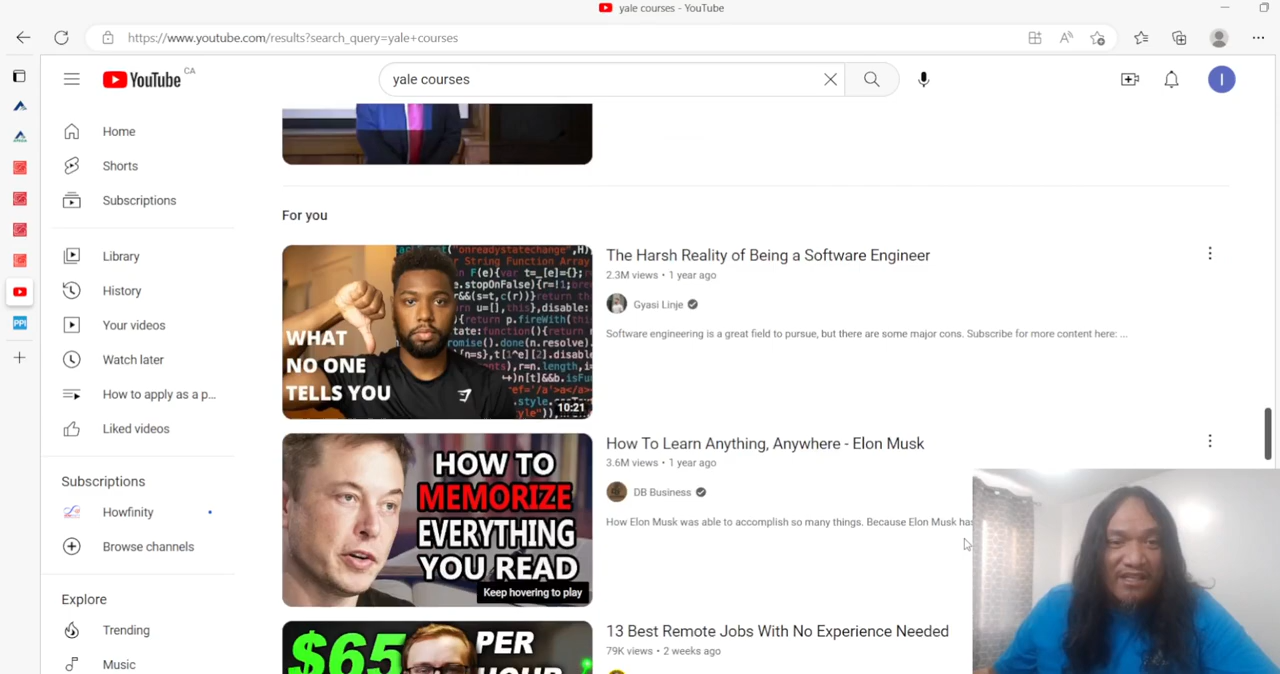 yale courses - YouTube
https://www.youtube.com/results?search_query=yale+courses
YouTube CA
yale courses
I
Home
Shorts
Subscriptions
Library
History
Your videos
Watch later
How to apply as a p...
Liked videos
Subscriptions
Howfinity
Browse channels
Explore
Trending
Music
PPI
For you
WHAT
NO ONE
TELLS YOU
10:21
The Harsh Reality of Being a Software Engineer
2.3M views • 1 year ago
Gyasi Linje
Software engineering is a great field to pursue, but there are some major cons. Subscribe for more content here: ...
HOW TO
MEMORIZE
EVERYTHING
YOU READ
Keep hovering to play
How To Learn Anything, Anywhere - Elon Musk
3.6M views • 1 year ago
DB Business
How Elon Musk was able to accomplish so many things. Because Elon Musk has
$65 PER
HOUR
13 Best Remote Jobs With No Experience Needed
79K views • 2 weeks ago